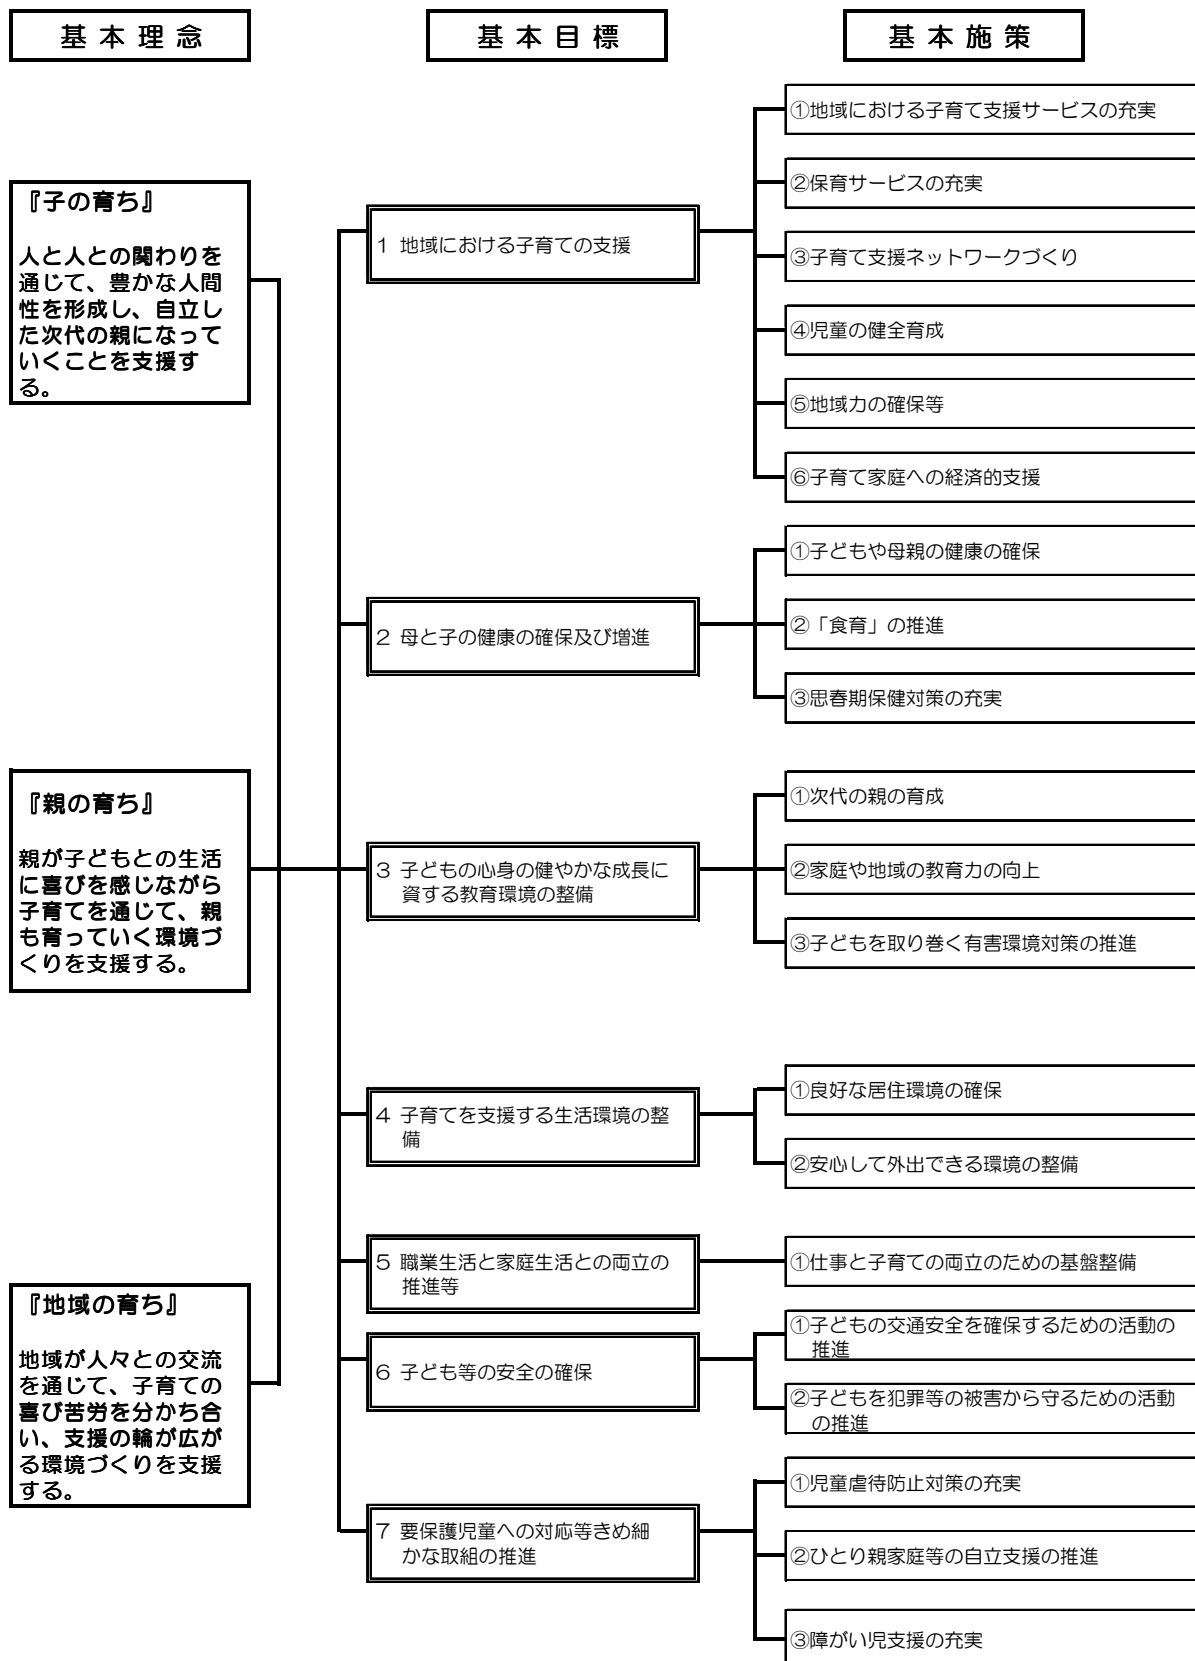 基本理念
基本目標
基本施策
『子の育ち』
人と人との関わりを
通じて、豊かな人間
性を形成し、自立し
た次代の親になって
いくことを支援す
る。
『親の育ち』
親が子どもとの生活
に喜びを感じながら
子育てを通じて、親
も育っていく環境づ
くりを支援する。
『地域の育ち』
地域が人々との交流
を通じて、子育ての
喜び苦労を分かち合
い、支援の輪が広が
る環境づくりを支援
する。
1 地域における子育ての支援
①地域における子育て支援サービスの充実
②保育サービスの充実
③子育て支援ネットワークづくり
④児童の健全育成
⑤地域力の確保等
⑥子育て家庭への経済的支援
2 母と子の健康の確保及び増進
①子どもや母親の健康の確保
②「食育」の推進
③思春期保健対策の充実
3 子どもの心身の健やかな成長に
資する教育環境の整備
①次代の親の育成
②家庭や地域の教育力の向上
③子どもを取り巻く有害環境対策の推進
4 子育てを支援する生活環境の整
備
①良好な居住環境の確保
②安心して外出できる環境の整備
5 職業生活と家庭生活との両立の
推進等
①仕事と子育ての両立のための基盤整備
6 子ども等の安全の確保
①子どもの交通安全を確保するための活動の
推進
②子どもを犯罪等の被害から守るための活動
の推進
7 要保護児童への対応等きめ細
かな取組の推進
①児童虐待防止対策の充実
②ひとり親家庭等の自立支援の推進
③障がい児支援の充実